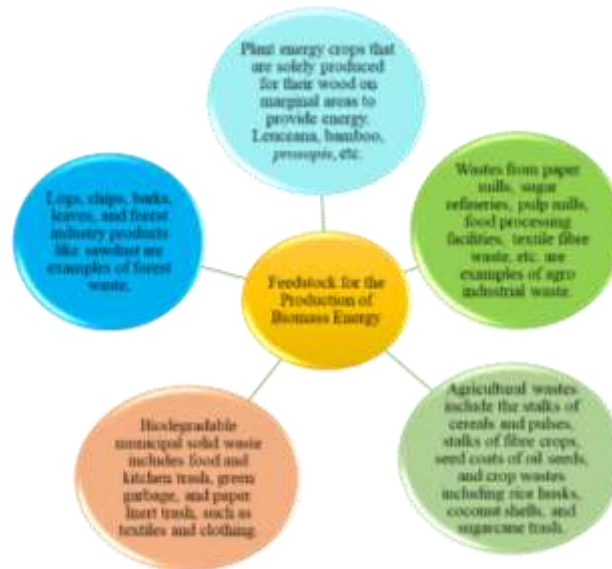 Plant energy crops that
are solely produced
for their wood on
marginal areas to
provide energy.
Lenceana, bamboo,
prosopis, etc.
Wastes from paper
mills, sugar
refineries, pulp mills,
food processing
facilities, textile fibre
waste, etc. are
examples of agro
industrial waste.
Agricultural wastes
include the stalks of
cereals and pulses,
stalks of fibre crops,
seed coats of oil seeds,
and crop wastes
including rice husks,
coconut shells, and
sugarcane trash.
Biodegradable
municipal solid waste
includes food and
kitchen trash, green
garbage, and paper.
Inert trash, such as
textiles and clothing.
Logs, chips, barks,
leaves, and forest
industry products
like sawdust are
examples of forest
waste.
Feedstock for the
Production of
Biomass Energy